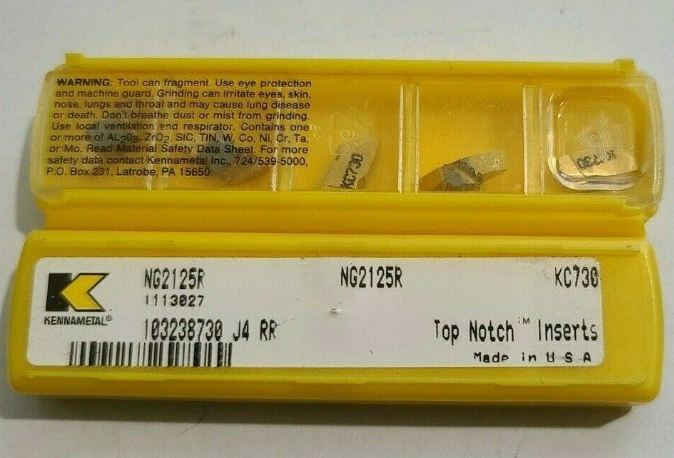 WARNING: Tool can fragment. Use eye protection
and machine guard. Grinding can irritate eyes, skin,
nose, lungs and throat and may cause lung disease
or death. Don't breathe dust or mist from grinding.
Use local ventilation and respirator. Contains one
or more of AL2O3, ZrO2, SIC, TIN, W, Co, Ni, Cr, Ta,
or Mo. Read Material Safety Data Sheet. For more
safety data contact Kennametal Inc., 724/539-5000,
P.O. Box 231, Latrobe, PA 15650.
KC730
KC730
NG2125R NG2125R KC730
1113027
KENNAMETAL®
103238730 J4 RR Top Notch™ Inserts
Made in U S A